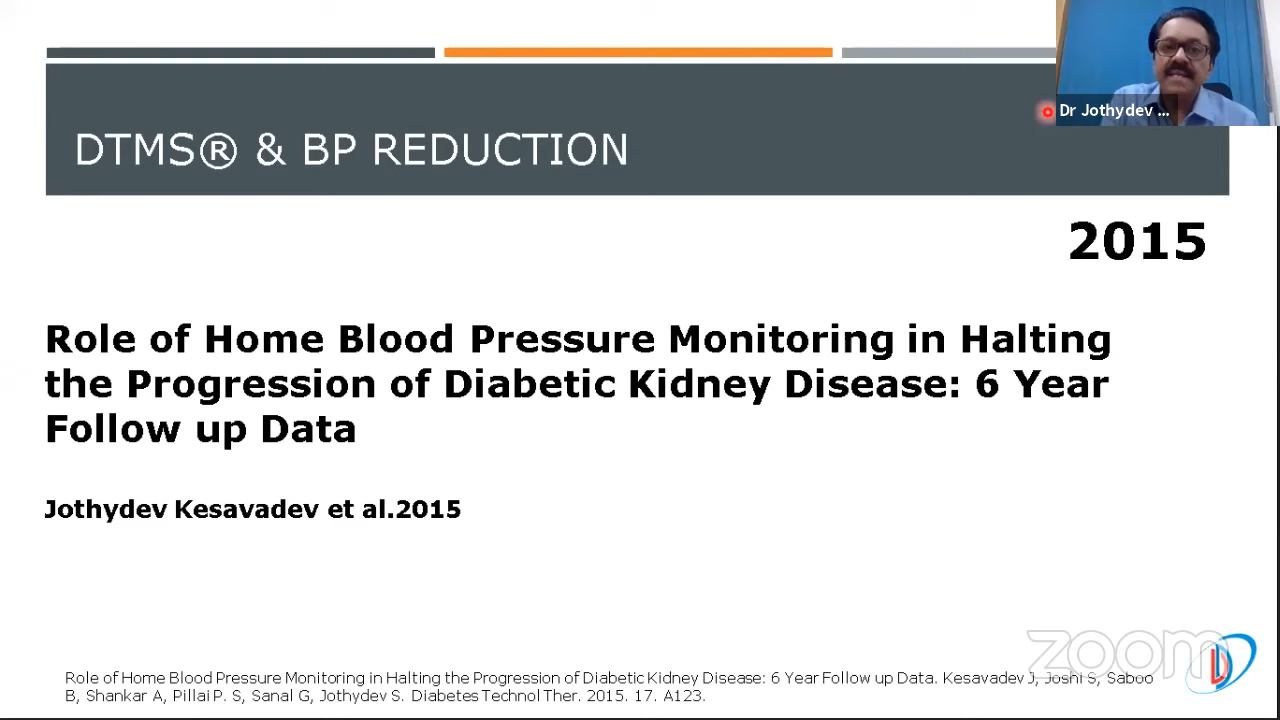 Dr Jothydev ...
DTMS® & BP REDUCTION
2015
Role of Home Blood Pressure Monitoring in Halting
the Progression of Diabetic Kidney Disease: 6 Year
Follow up Data
Jothydev Kesavadev et al.2015
zoom
Role of Home Blood Pressure Monitoring in Halting the Progression of Diabetic Kidney Disease: 6 Year Follow up Data. Kesavadev J, Joshi S, Saboo
B, Shankar A, Pillai P. S, Sanal G, Jothydev S. Diabetes Technol Ther. 2015. 17. A123.